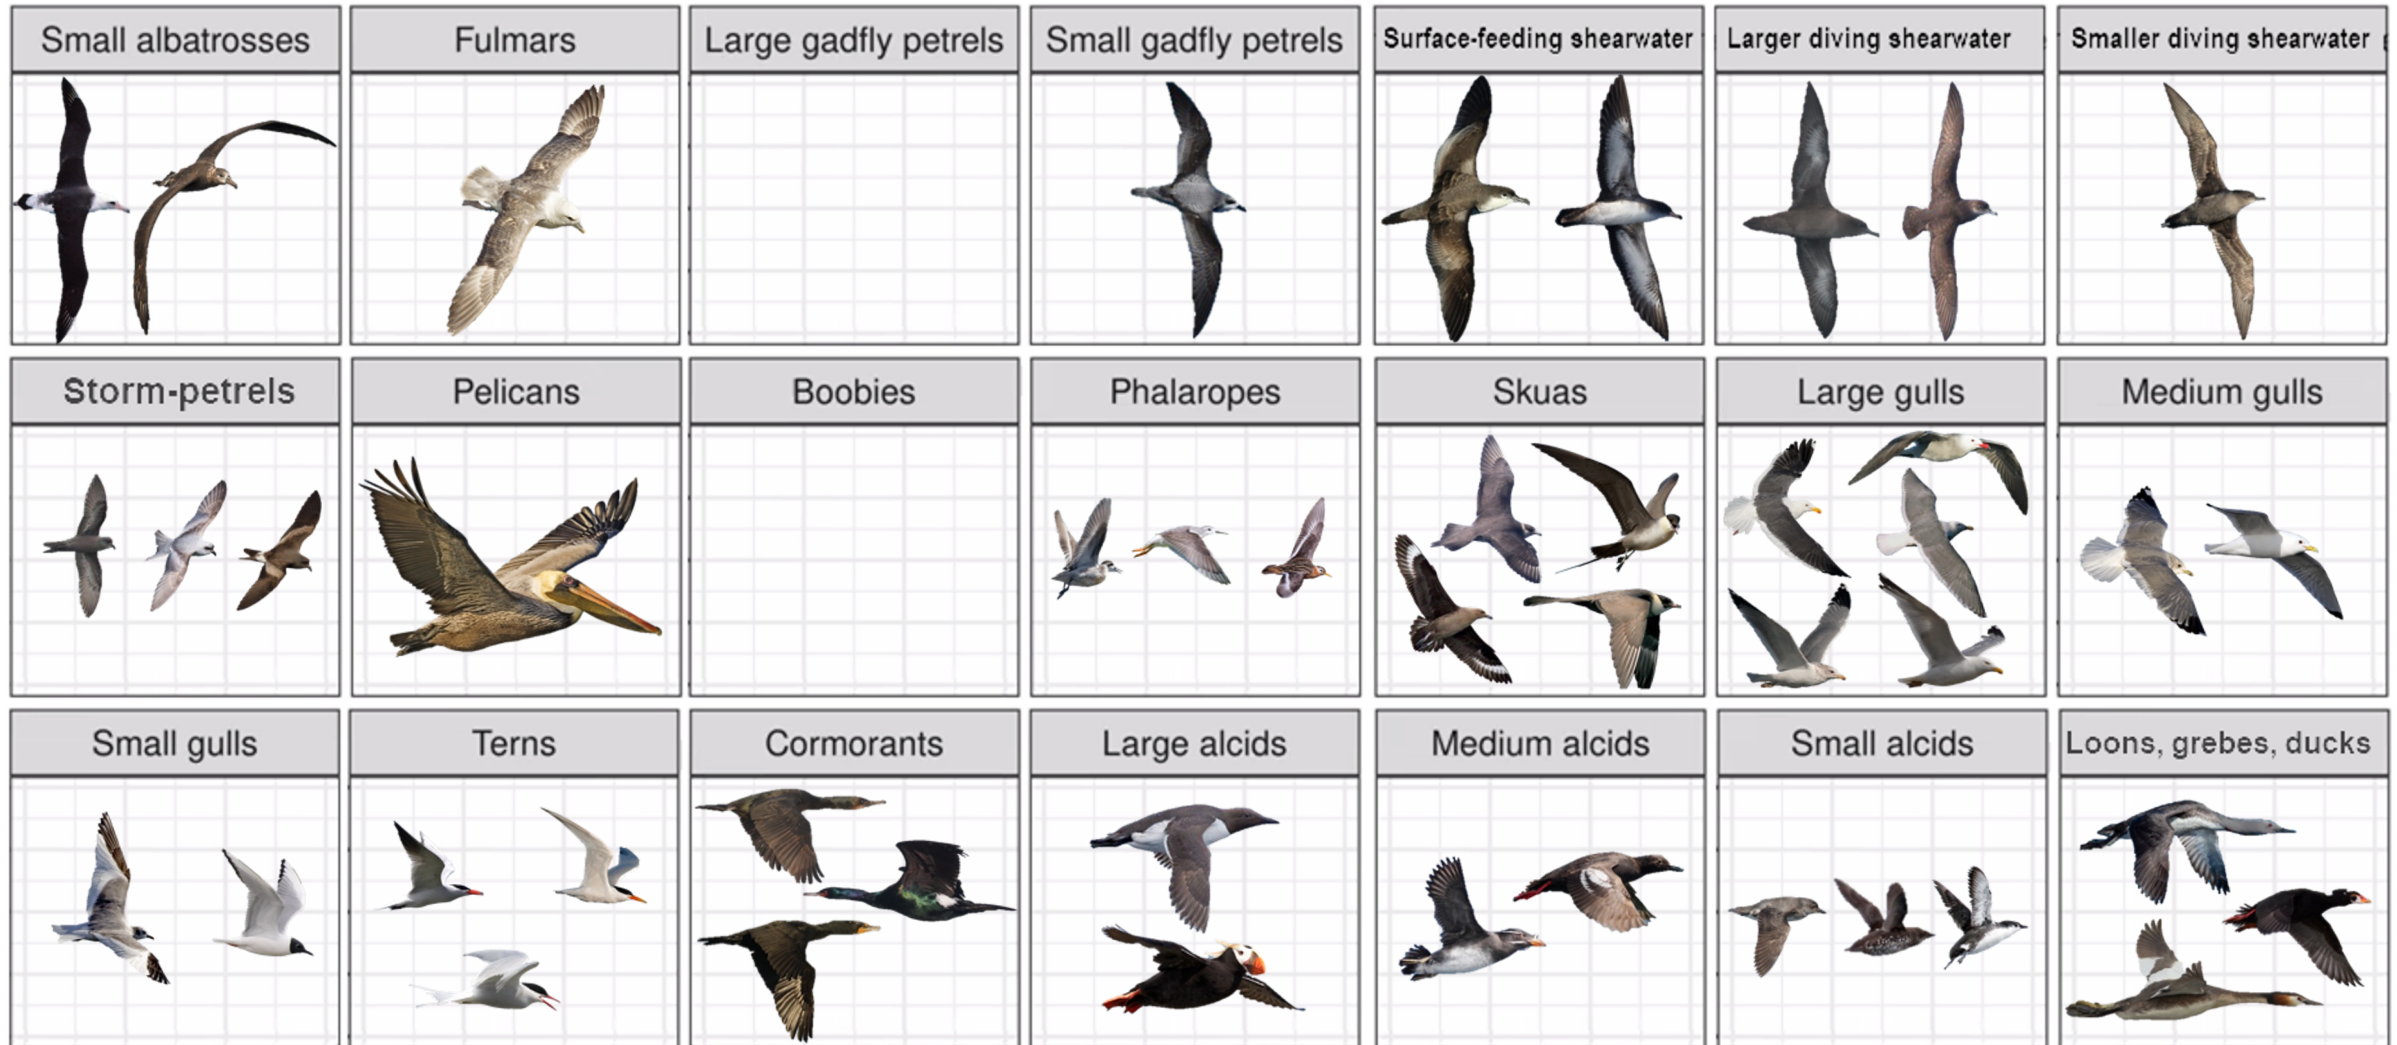 Small albatrosses
Fulmars
Large gadfly petrels
Small gadfly petrels
Surface-feeding shearwater
Larger diving shearwater
Smaller diving shearwater
Storm-petrels
Pelicans
Boobies
Phalaropes
Skuas
Large gulls
Medium gulls
Small gulls
Terns
Cormorants
Large alcids
Medium alcids
Small alcids
Loons, grebes, ducks